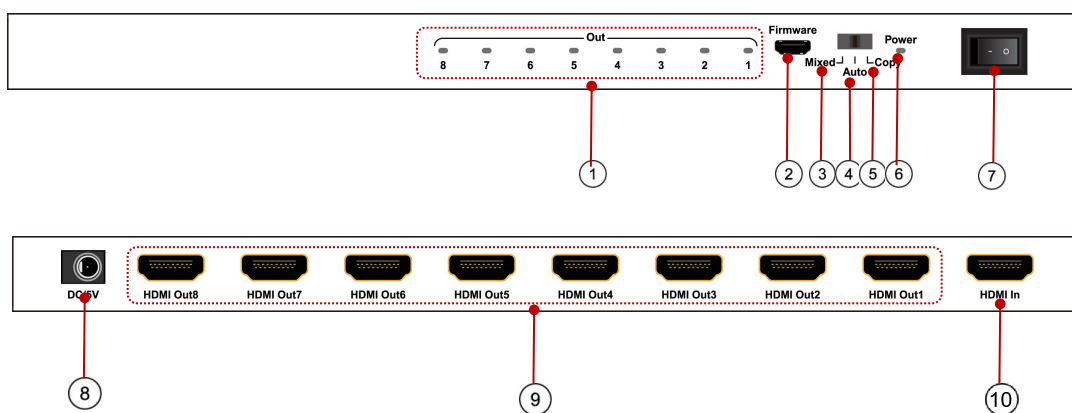 Firmware
Power
Out
8 7 6 5 4 3 2 1
Mixed Copy
Auto
- O
1 2 3 4 5 6 7
DC/5V
HDMI Out8 HDMI Out7 HDMI Out6 HDMI Out5 HDMI Out4 HDMI Out3 HDMI Out2 HDMI Out1 HDMI In
8 9 10